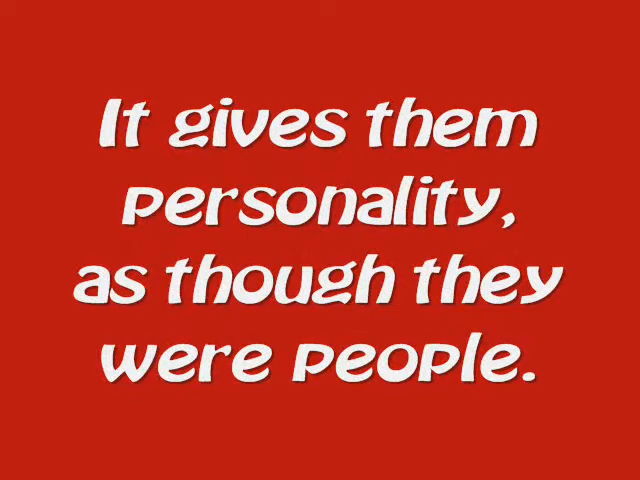 It gives them
personality,
as though they
were people.